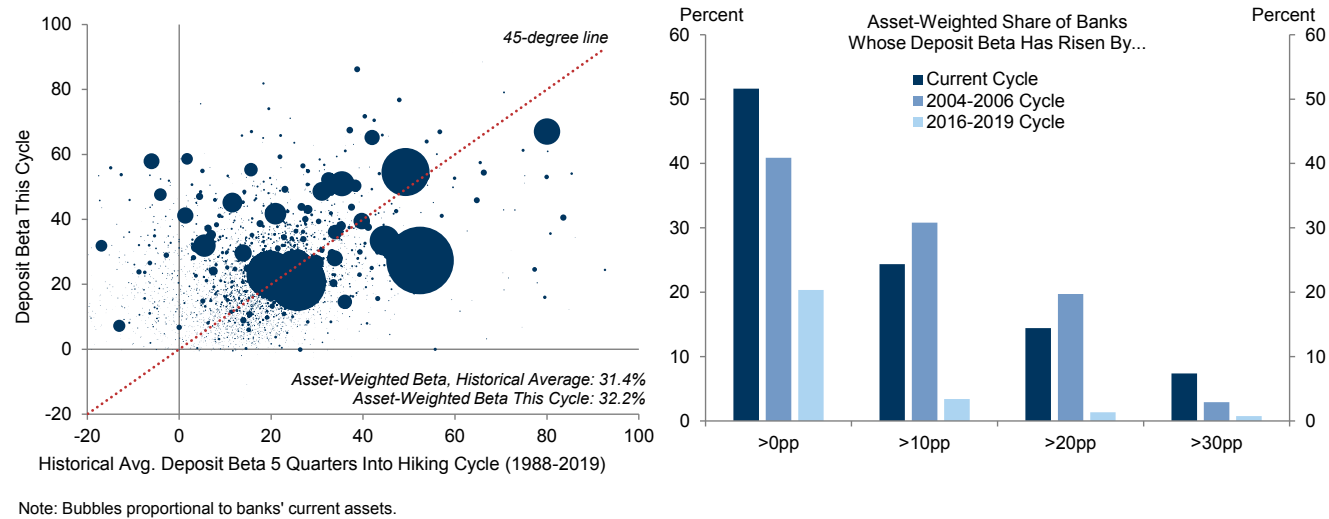 100
80
60
40
20
0
-20
-20
0
20
40
60
80
100
Deposit Beta This Cycle
45-degree line
Asset-Weighted Beta, Historical Average: 31.4%
Asset-Weighted Beta This Cycle: 32.2%
Historical Avg. Deposit Beta 5 Quarters Into Hiking Cycle (1988-2019)
Percent
Percent
Asset-Weighted Share of Banks
Whose Deposit Beta Has Risen By...
Current Cycle
2004-2006 Cycle
2016-2019 Cycle
60
50
40
30
20
10
0
60
50
40
30
20
10
0
>0pp
>10pp
>20pp
>30pp
Note: Bubbles proportional to banks' current assets.